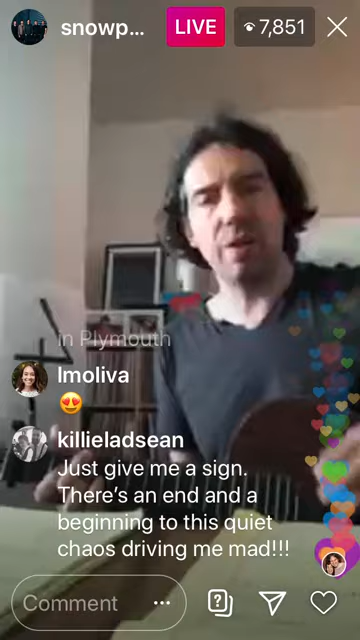 snowp...
LIVE
7,851
in Plymouth
lmoliva
😍
killieladsean
Just give me a sign.
There's an end and a
beginning to this quiet
chaos driving me mad!!!
Comment